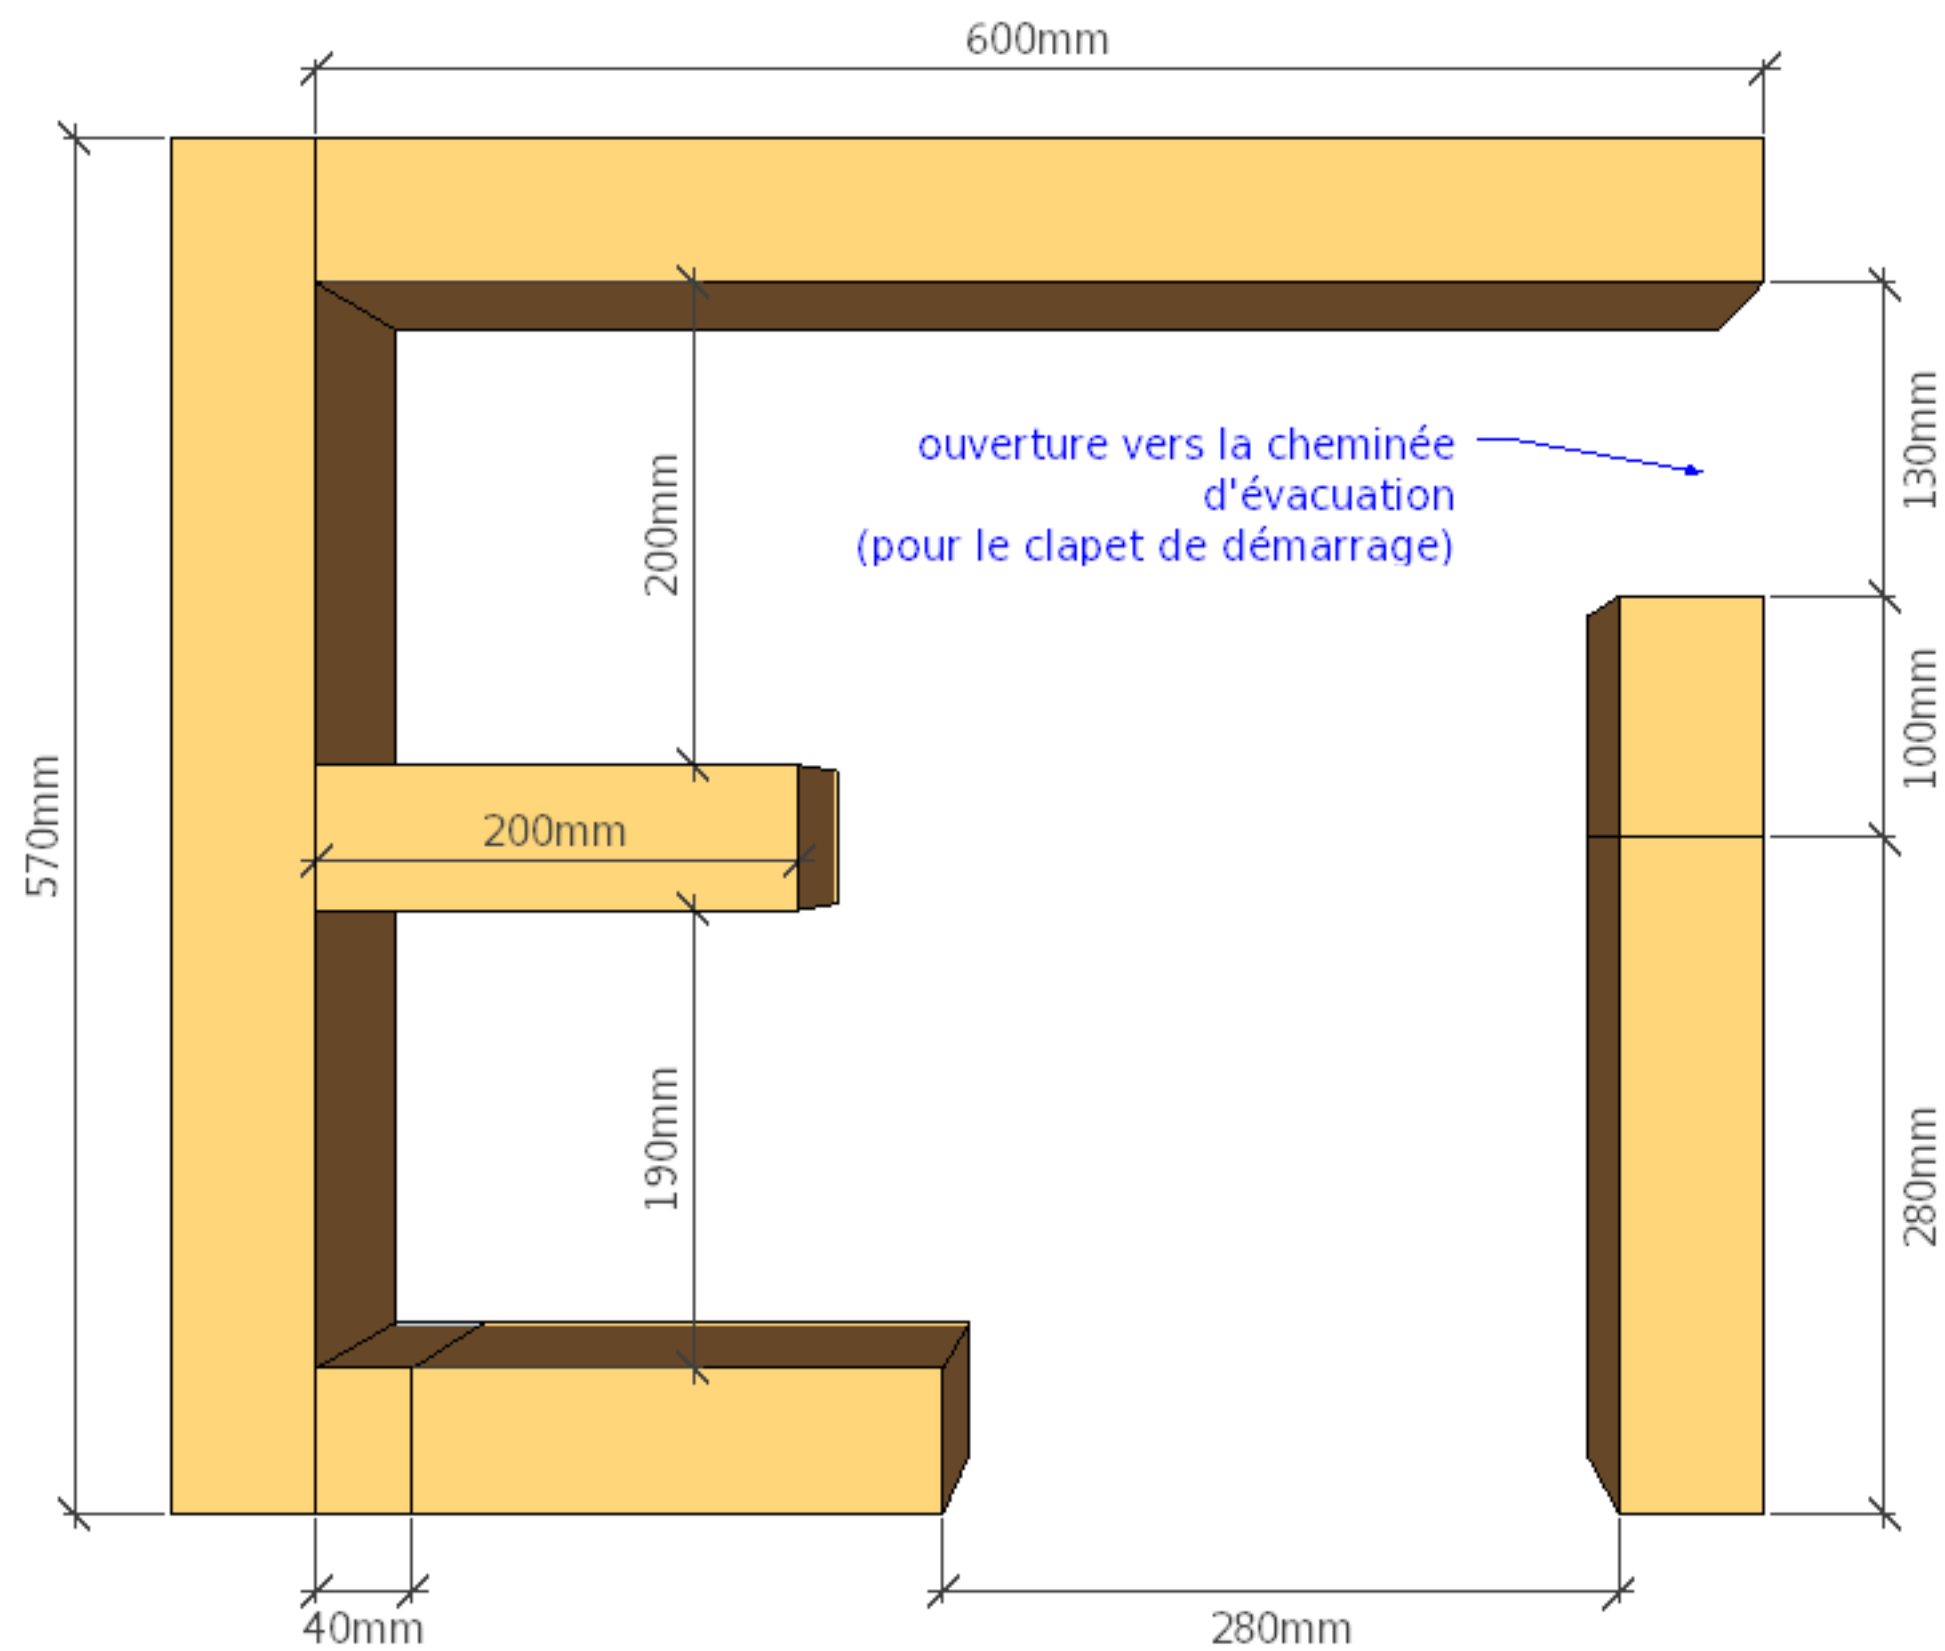 600mm
ouverture vers la cheminée
d'évacuation
(pour le clapet de démarrage)
130mm
200mm
100mm
570mm
200mm
190mm
280mm
40mm
280mm